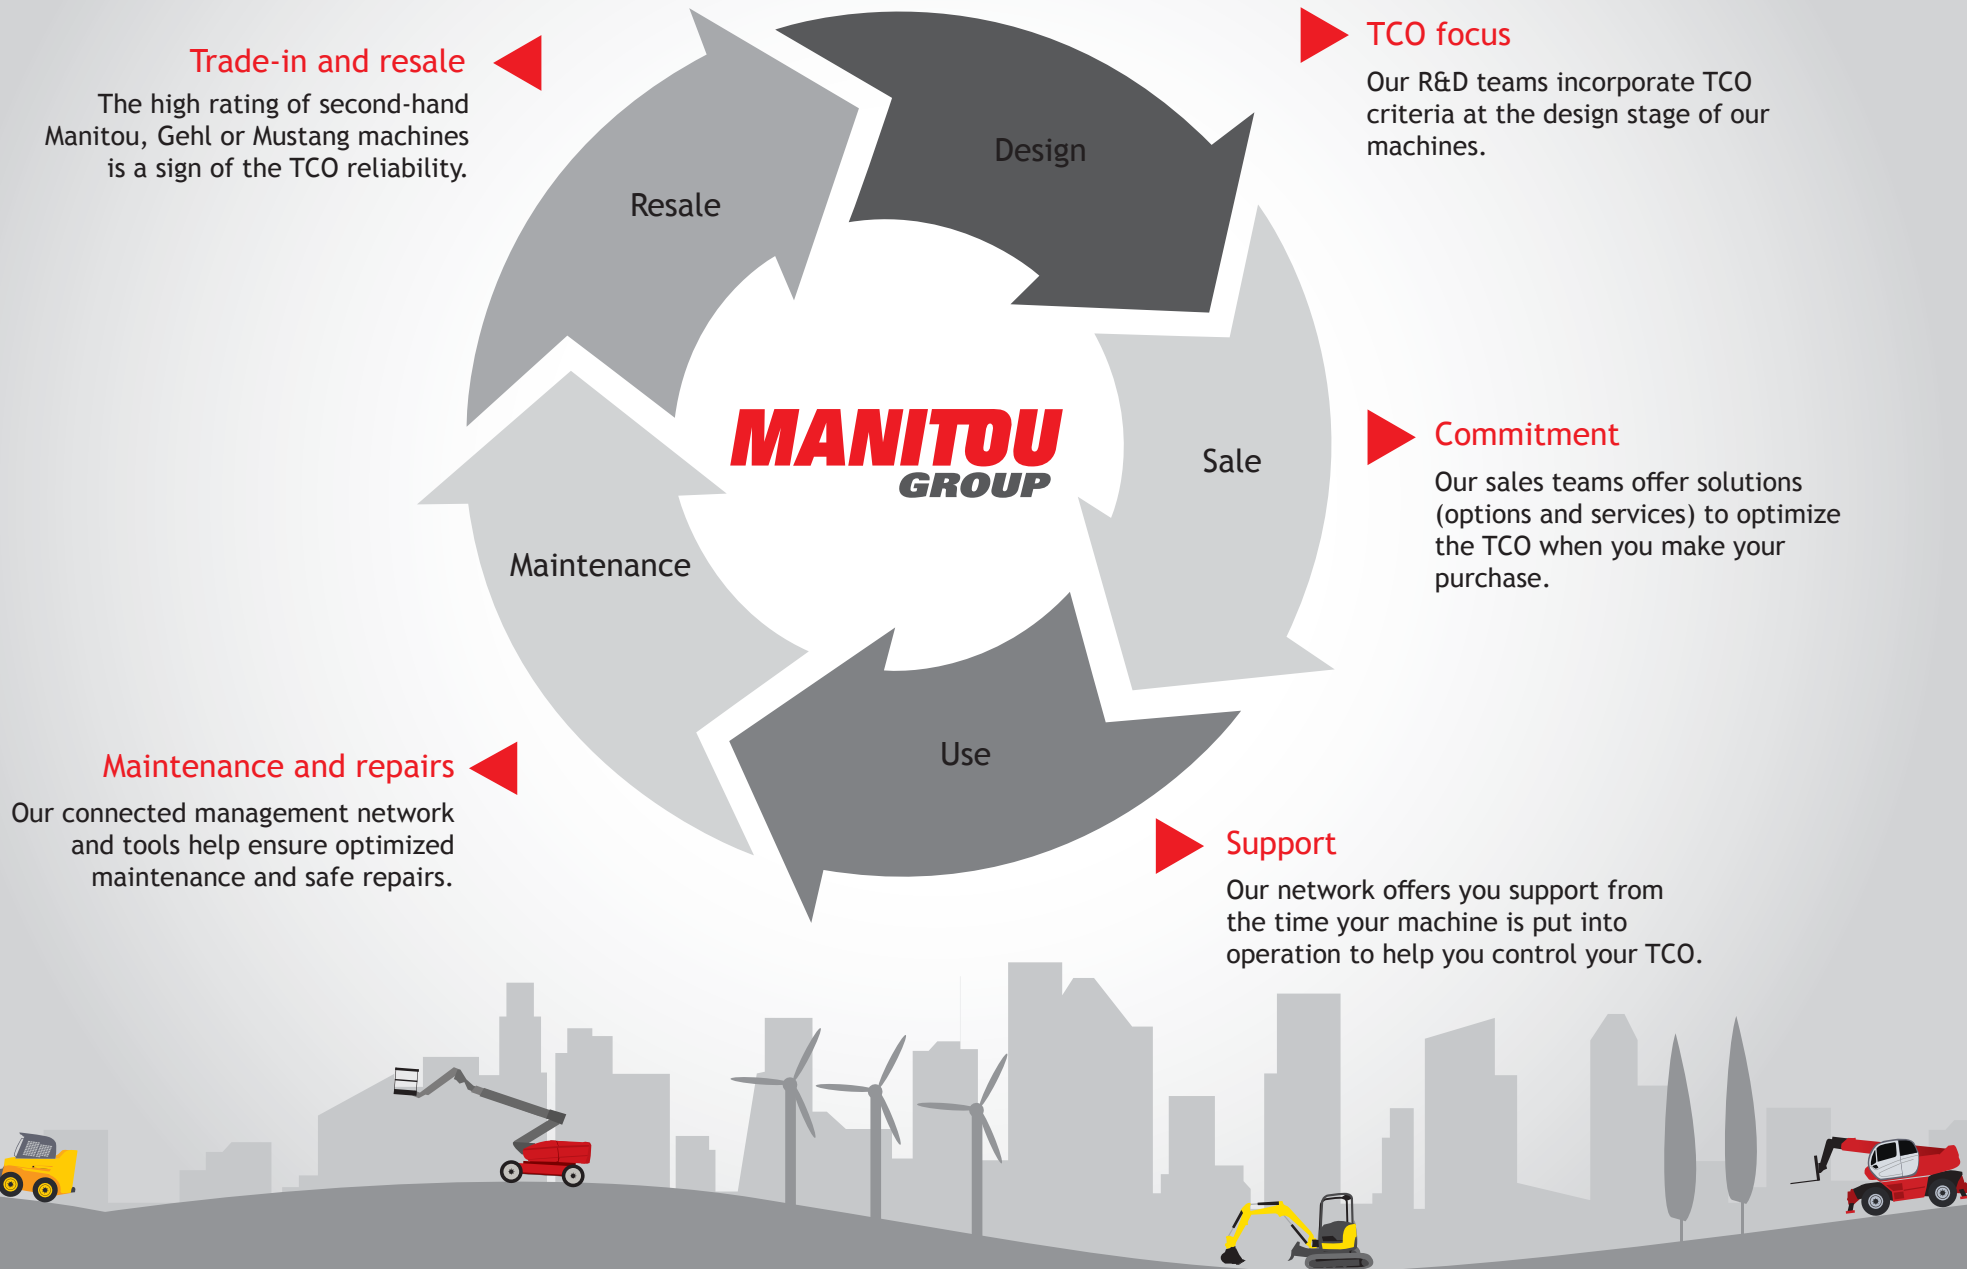 Trade-in and resale
The high rating of second-hand
Manitou, Gehl or Mustang machines
is a sign of the TCO reliability.
TCO focus
Our R&D teams incorporate TCO
criteria at the design stage of our
machines.
Design
Resale
Sale
Maintenance
Use
MANITOU
GROUP
Commitment
Our sales teams offer solutions
(options and services) to optimize
the TCO when you make your
purchase.
Maintenance and repairs
Our connected management network
and tools help ensure optimized
maintenance and safe repairs.
Support
Our network offers you support from
the time your machine is put into
operation to help you control your TCO.